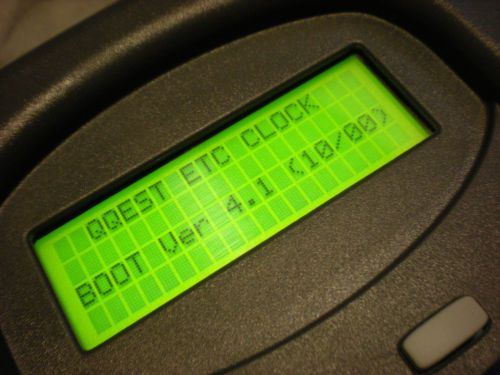 QQEST ETC CLOCK
BOOT Ver 4.1 (10/00)